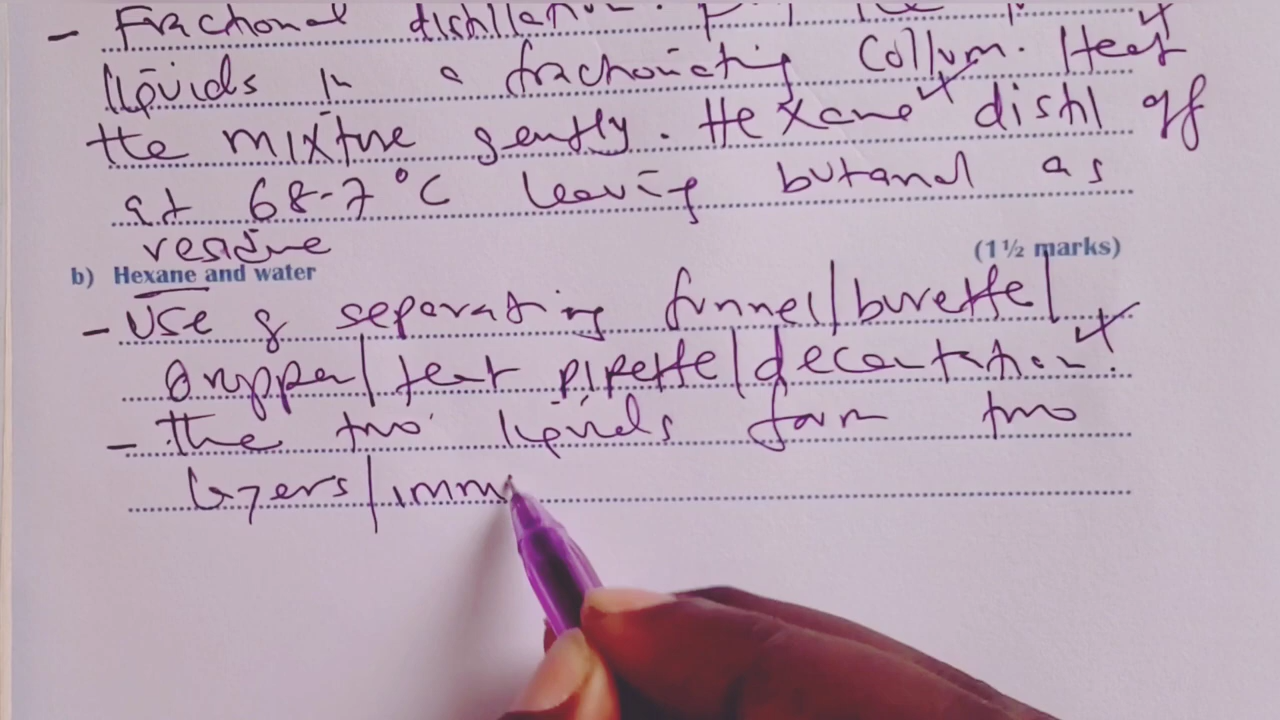 - Fractional distillation.
liquids in a fractionating Collum. Heat
the mixture gently. Hexane distil off
at 68.7 °C leaving butanol as
residue
(1½ marks)
b) Hexane and water
- Use of separating funnel/burette/
dropper/teat pipette/decantation.
- The two liquids form two
layers/imm